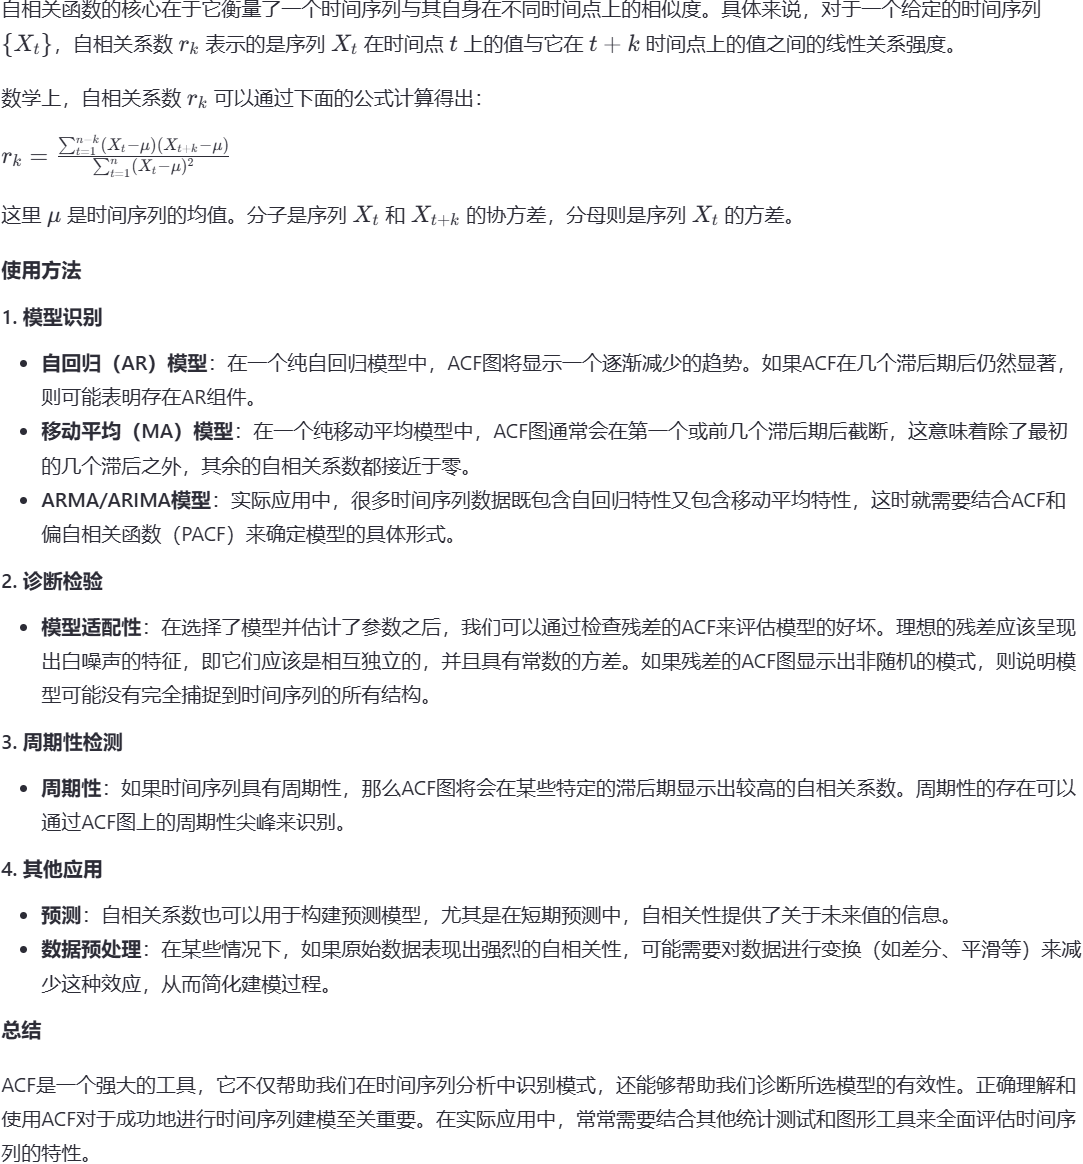 自相关函数的核心在于它衡量了一个时间序列与其自身在不同时间点上的相似度。具体来说，对于一个给定的时间序列
{X_t}，自相关系数 r_k 表示的是序列 X_t 在时间点 t 上的值与它在 t + k 时间点上的值之间的线性关系强度。
数学上，自相关系数 r_k 可以通过下面的公式计算得出：
r_k = \frac{\sum_{t=1}^{n-k}(X_t-μ)(X_{t+k}-μ)}{\sum_{t=1}^{n}(X_t-μ)^2}
这里 μ 是时间序列的均值。分子是序列 X_t 和 X_{t+k} 的协方差，分母则是序列 X_t 的方差。
使用方法
1. 模型识别
• 自回归（AR）模型：在一个纯自回归模型中，ACF图将显示一个逐渐减少的趋势。如果ACF在几个滞后期后仍然显著，
则可能表明存在AR组件。
• 移动平均（MA）模型：在一个纯移动平均模型中，ACF图通常会在第一个或前几个滞后期后截断，这意味着除了最初
的几个滞后之外，其余的自相关系数都接近于零。
• ARMA/ARIMA模型：实际应用中，很多时间序列数据既包含自回归特性又包含移动平均特性，这时就需要结合ACF和
偏自相关函数（PACF）来确定模型的具体形式。
2. 诊断检验
• 模型适配性：在选择了模型并估计了参数之后，我们可以通过检查残差的ACF来评估模型的好坏。理想的残差应该呈现
出白噪声的特征，即它们应该是相互独立的，并且具有常数的方差。如果残差的ACF图显示出非随机的模式，则说明模
型可能没有完全捕捉到时间序列的所有结构。
3. 周期性检测
• 周期性：如果时间序列具有周期性，那么ACF图将会在某些特定的滞后期显示出较高的自相关系数。周期性的存在可以
通过ACF图上的周期性尖峰来识别。
4. 其他应用
• 预测：自相关系数也可以用于构建预测模型，尤其是在短期预测中，自相关性提供了关于未来值的信息。
• 数据预处理：在某些情况下，如果原始数据表现出强烈的自相关性，可能需要对数据进行变换（如差分、平滑等）来减
少这种效应，从而简化建模过程。
总结
ACF是一个强大的工具，它不仅帮助我们在时间序列分析中识别模式，还能够帮助我们诊断所选模型的有效性。正确理解和
使用ACF对于成功地进行时间序列建模至关重要。在实际应用中，常常需要结合其他统计测试和图形工具来全面评估时间序
列的特性。